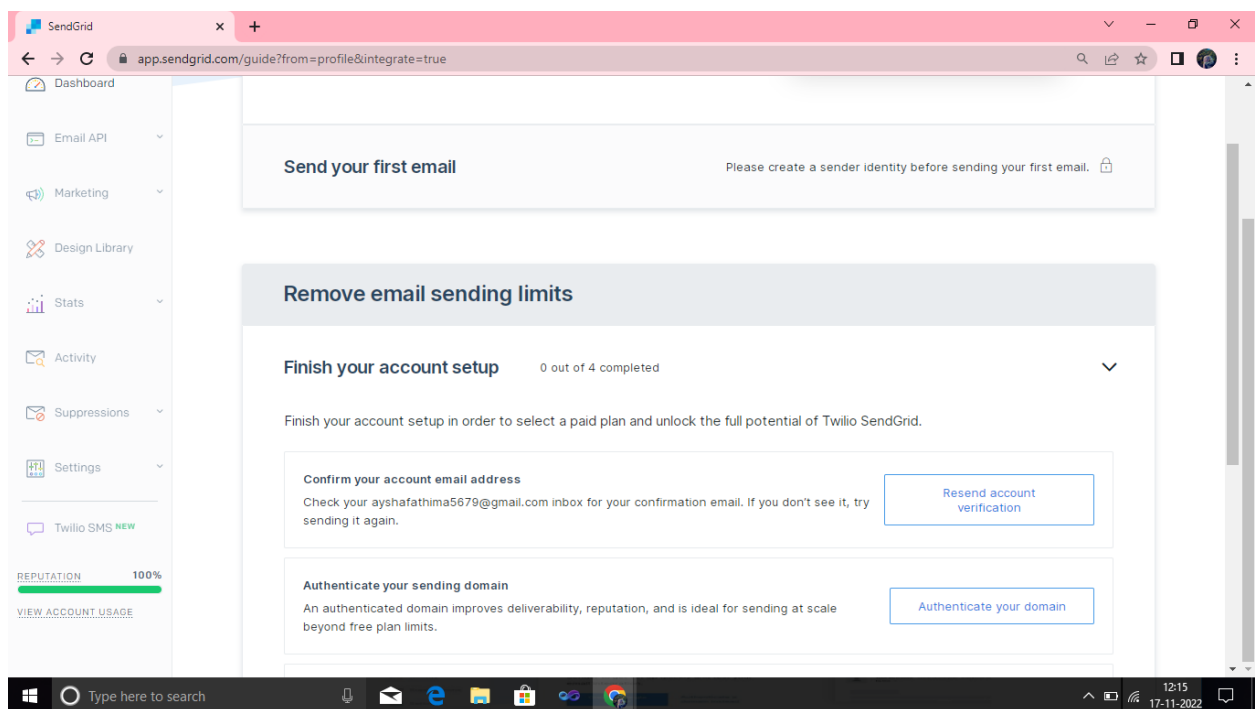 SendGrid
app.sendgrid.com/guide?from=profile&integrate=true
Dashboard
Email API
Marketing
Design Library
Stats
Activity
Suppressions
Settings
Twilio SMS NEW
REPUTATION 100%
VIEW ACCOUNT USAGE
Send your first email
Please create a sender identity before sending your first email.
Remove email sending limits
Finish your account setup 0 out of 4 completed
Finish your account setup in order to select a paid plan and unlock the full potential of Twilio SendGrid.
Confirm your account email address
Check your ayshafathima5679@gmail.com inbox for your confirmation email. If you don't see it, try
sending it again.
Resend account
verification
Authenticate your sending domain
An authenticated domain improves deliverability, reputation, and is ideal for sending at scale
beyond free plan limits.
Authenticate your domain
Type here to search
12:15
17-11-2022